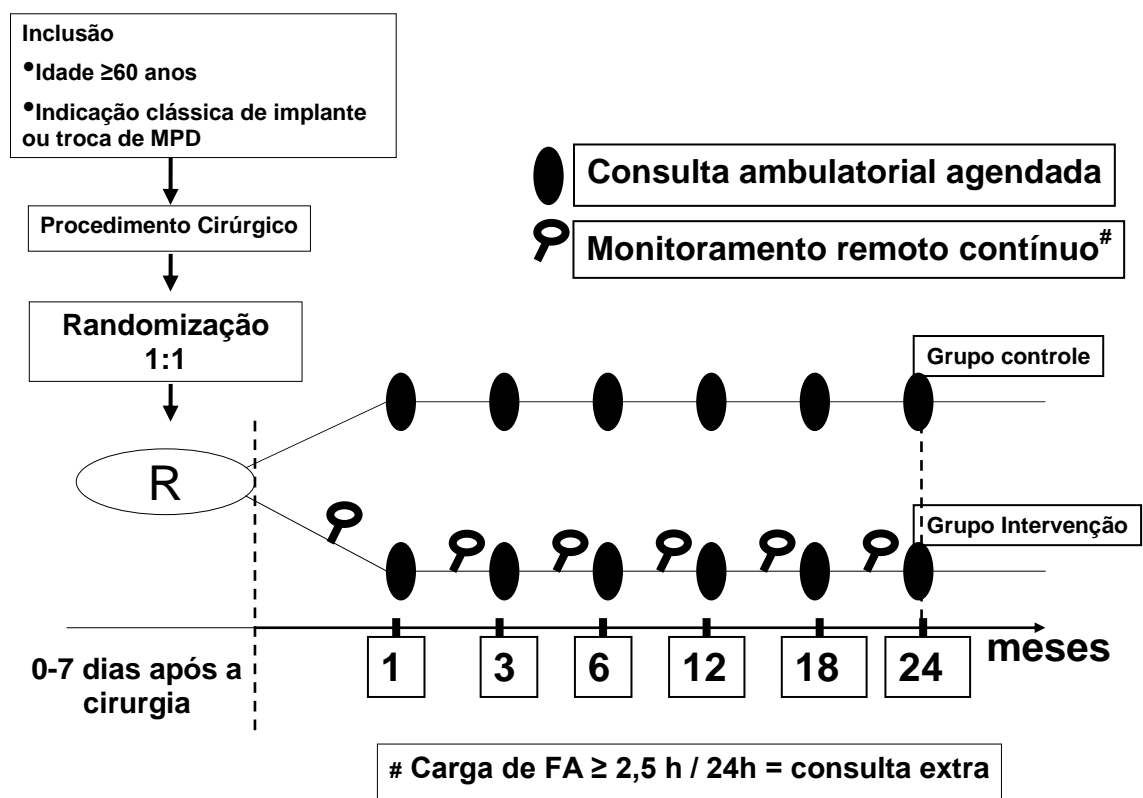 Inclusão
•Idade ≥60 anos
•Indicação clássica de implante
ou troca de MPD
Procedimento Cirúrgico
Randomização
1:1
R
Consulta ambulatorial agendada
Monitoramento remoto contínuo#
Grupo controle
Grupo Intervenção
0-7 dias após a
cirurgia
1 3 6 12 18 24 meses
# Carga de FA ≥ 2,5 h / 24h = consulta extra